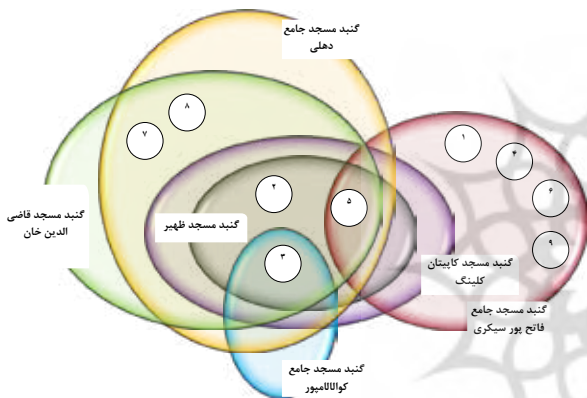 گنبد مسجد جامع
دهلی
۸
۷
۱
۴
۶
۹
۲
۵
۳
گنبد مسجد قاضی
الدین خان
گنبد مسجد ظهیر
گنبد مسجد کاپیتان
کلینگ
گنبد مسجد جامع
فاتح پور سیکری
گنبد مسجد جامع
کوالالامپور